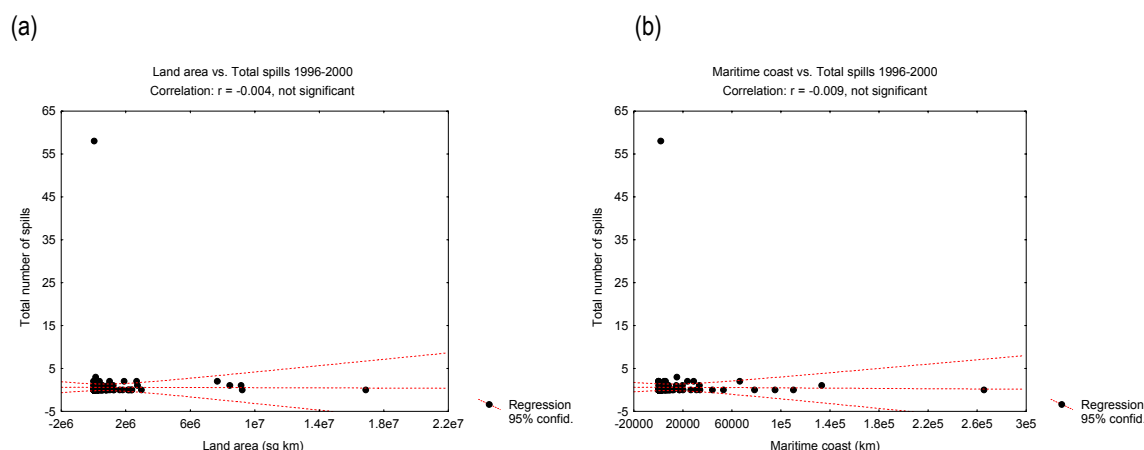 (a)
Land area vs. Total spills 1996-2000
Correlation: r = -0.004, not significant
Total number of spills
65
55
45
35
25
15
5
-5
-2e6 2e6 6e6 1e7 1.4e7 1.8e7 2.2e7
Land area (sq km)
Regression
95% confid.
(b)
Maritime coast vs. Total spills 1996-2000
Correlation: r = -0.009, not significant
Total number of spills
65
55
45
35
25
15
5
-5
-20000 20000 60000 1e5 1.4e5 1.8e5 2.2e5 2.6e5 3e5
Maritime coast (km)
Regression
95% confid.